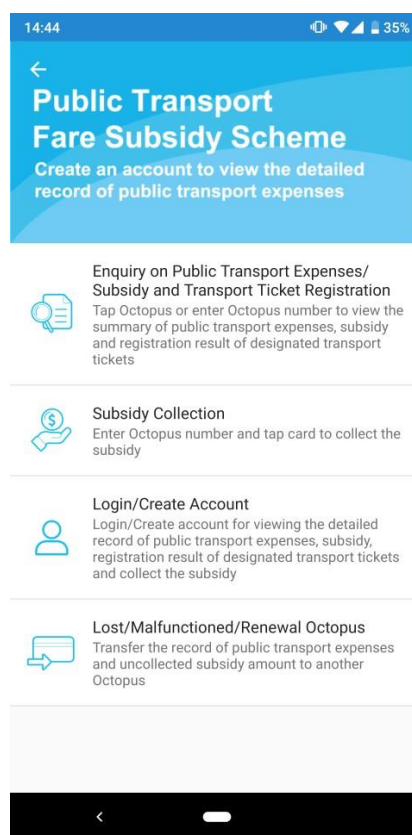 14:44
35%
Public Transport
Fare Subsidy Scheme
Create an account to view the detailed
record of public transport expenses
Enquiry on Public Transport Expenses/
Subsidy and Transport Ticket Registration
Tap Octopus or enter Octopus number to view the
summary of public transport expenses, subsidy
and registration result of designated transport
tickets
Subsidy Collection
Enter Octopus number and tap card to collect the
subsidy
Login/Create Account
Login/Create account for viewing the detailed
record of public transport expenses, subsidy,
registration result of designated transport tickets
and collect the subsidy
Lost/Malfunctioned/Renewal Octopus
Transfer the record of public transport expenses
and uncollected subsidy amount to another
Octopus